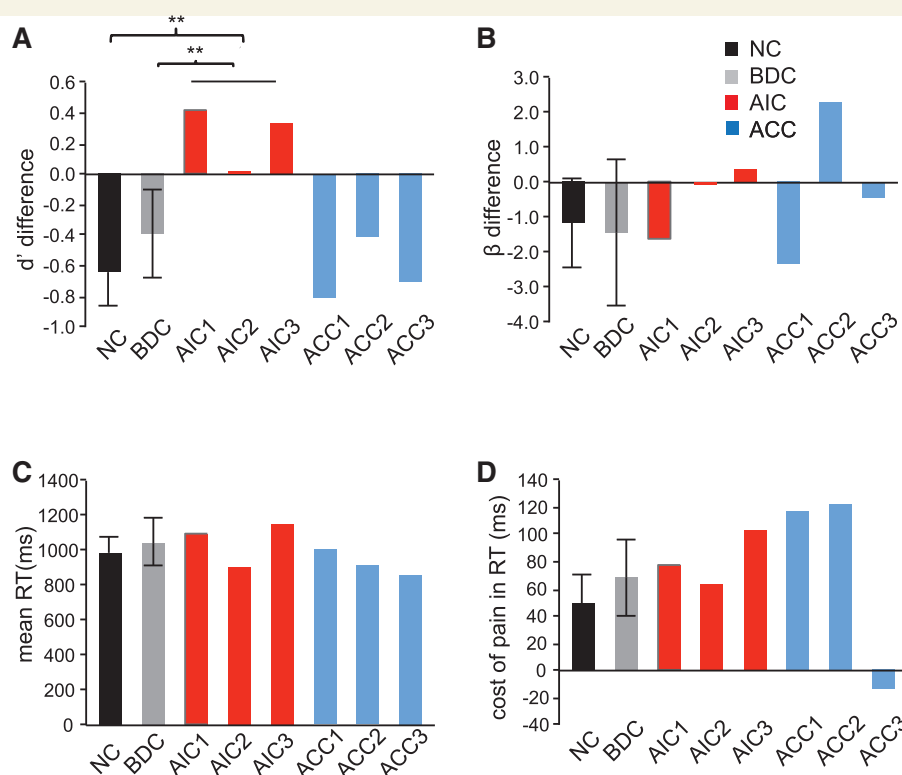 A
**
**
d' difference
0.6
0.4
0.2
0.0
-0.2
-0.4
-0.6
-0.8
-1.0
NC BDC AIC1 AIC2 AIC3 ACC1 ACC2 ACC3
B
NC
BDC
AIC
ACC
β difference
3.0
2.0
1.0
0.0
-1.0
-2.0
-3.0
-4.0
NC BDC AIC1 AIC2 AIC3 ACC1 ACC2 ACC3
C
mean RT(ms)
1400
1200
1000
800
600
400
200
0
NC BDC AIC1 AIC2 AIC3 ACC1 ACC2 ACC3
D
cost of pain in RT (ms)
140
120
100
80
60
40
20
0
-20
-40
NC BDC AIC1 AIC2 AIC3 ACC1 ACC2 ACC3